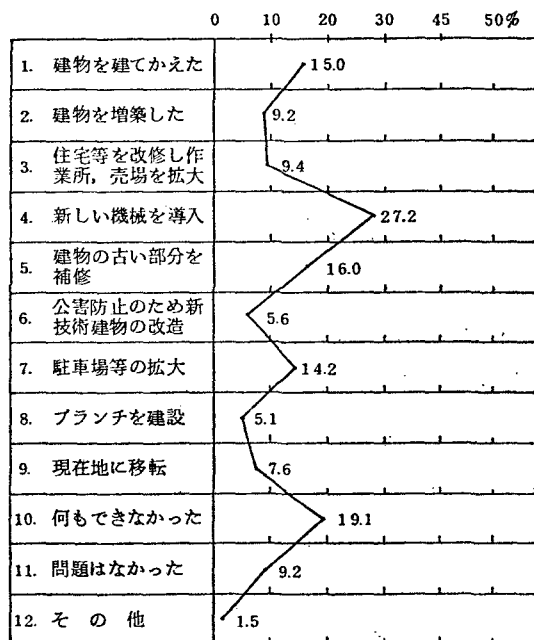 0 10 20 30 45 50%
1. 建物を建てかえた 15.0
2. 建物を増築した 9.2
3. 住宅等を改修し作
業所，売場を拡大 9.4
4. 新しい機械を導入 27.2
5. 建物の古い部分を
補修 16.0
6. 公害防止のため新
技術建物の改造 5.6
7. 駐車場等の拡大 14.2
8. ブランチを建設 5.1
9. 現在地に移転 7.6
10. 何もできなかった 19.1
11. 問題はなかった 9.2
12. その他 1.5